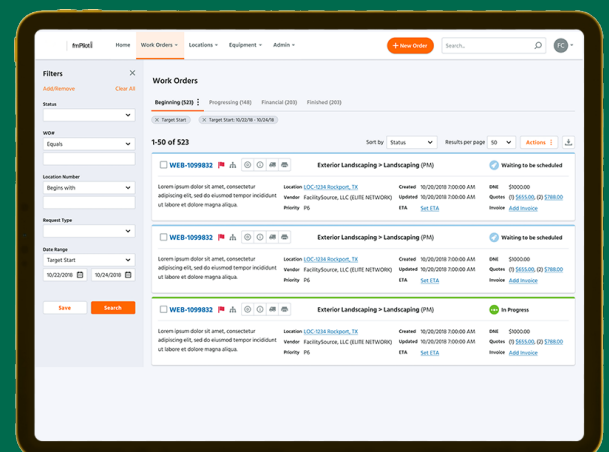 fmPilot Home Work Orders Locations Equipment Admin + New Order Search... FC
Filters
Add/Remove Clear All
Status
WO#
Equals
Location Number
Begins with
Request Type
Date Range
Target Start
10/22/2018 10/24/2018
Save Search
Work Orders
Beginning (523) Progressing (148) Financial (203) Finished (203)
Target Start Target Start: 10/22/18 - 10/24/18
1-50 of 523 Sort by Status Results per page 50 Actions
WEB-1099832 Exterior Landscaping > Landscaping (PM) Waiting to be scheduled
Lorem ipsum dolor sit amet, consectetur
adipiscing elit, sed do eiusmod tempor incididunt
ut labore et dolore magna aliqua.
Location LOC-1234 Rockport, TX Created 10/20/2018 7:00:00 AM DNE $1000.00
Vendor FacilitySource, LLC (ELITE NETWORK) Updated 10/20/2018 7:00:00 AM Quotes (1) $655.00, (2) $788.00
Priority P6 ETA Set ETA Invoice Add Invoice
WEB-1099832 Exterior Landscaping > Landscaping (PM) Waiting to be scheduled
Lorem ipsum dolor sit amet, consectetur
adipiscing elit, sed do eiusmod tempor incididunt
ut labore et dolore magna aliqua.
Location LOC-1234 Rockport, TX Created 10/20/2018 7:00:00 AM DNE $1000.00
Vendor FacilitySource, LLC (ELITE NETWORK) Updated 10/20/2018 7:00:00 AM Quotes (1) $655.00, (2) $788.00
Priority P6 ETA Set ETA Invoice Add Invoice
WEB-1099832 Exterior Landscaping > Landscaping (PM) In Progress
Lorem ipsum dolor sit amet, consectetur
adipiscing elit, sed do eiusmod tempor incididunt
ut labore et dolore magna aliqua.
Location LOC-1234 Rockport, TX Created 10/20/2018 7:00:00 AM DNE $1000.00
Vendor FacilitySource, LLC (ELITE NETWORK) Updated 10/20/2018 7:00:00 AM Quotes (1) $655.00, (2) $788.00
Priority P6 ETA Set ETA Invoice Add Invoice